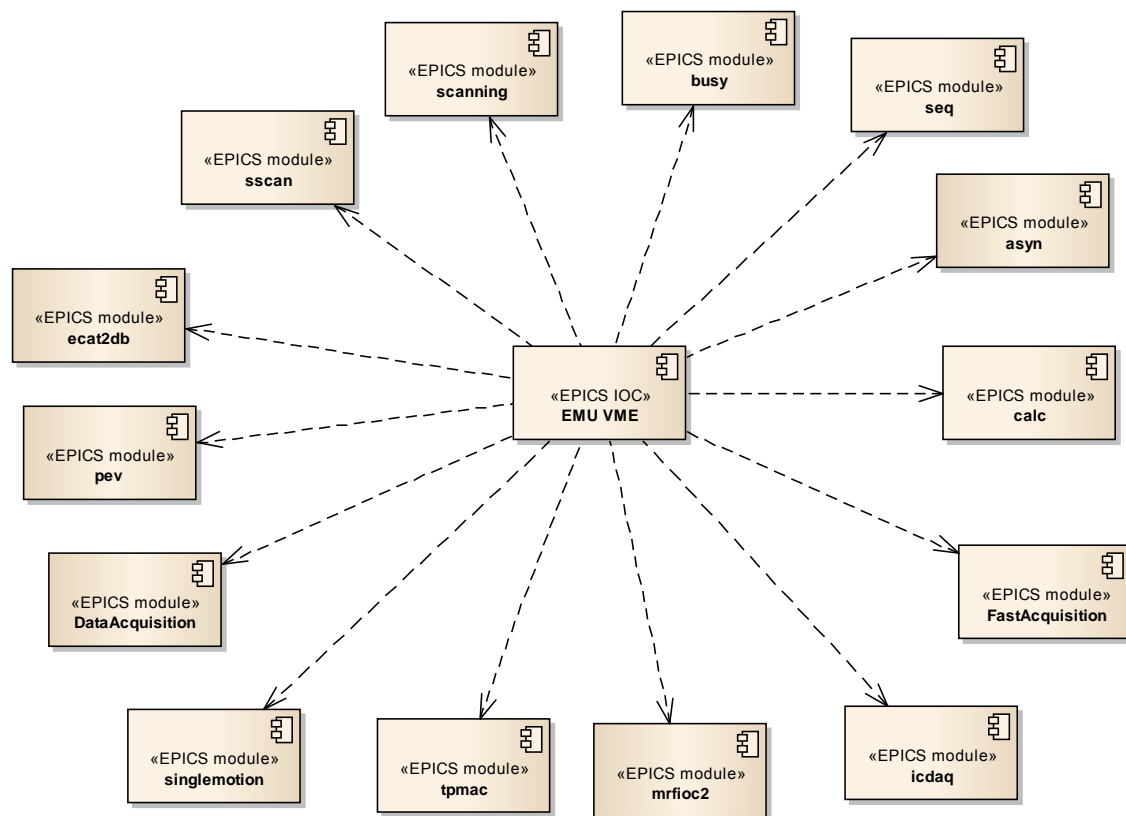 «EPICS module»
scanning
«EPICS module»
busy
«EPICS module»
seq
«EPICS module»
sscan
«EPICS module»
asyn
«EPICS module»
ecat2db
«EPICS IOC»
EMU VME
«EPICS module»
calc
«EPICS module»
pev
«EPICS module»
DataAcquisition
«EPICS module»
FastAcquisition
«EPICS module»
singlemotion
«EPICS module»
tpmac
«EPICS module»
mrfioc2
«EPICS module»
icdaq